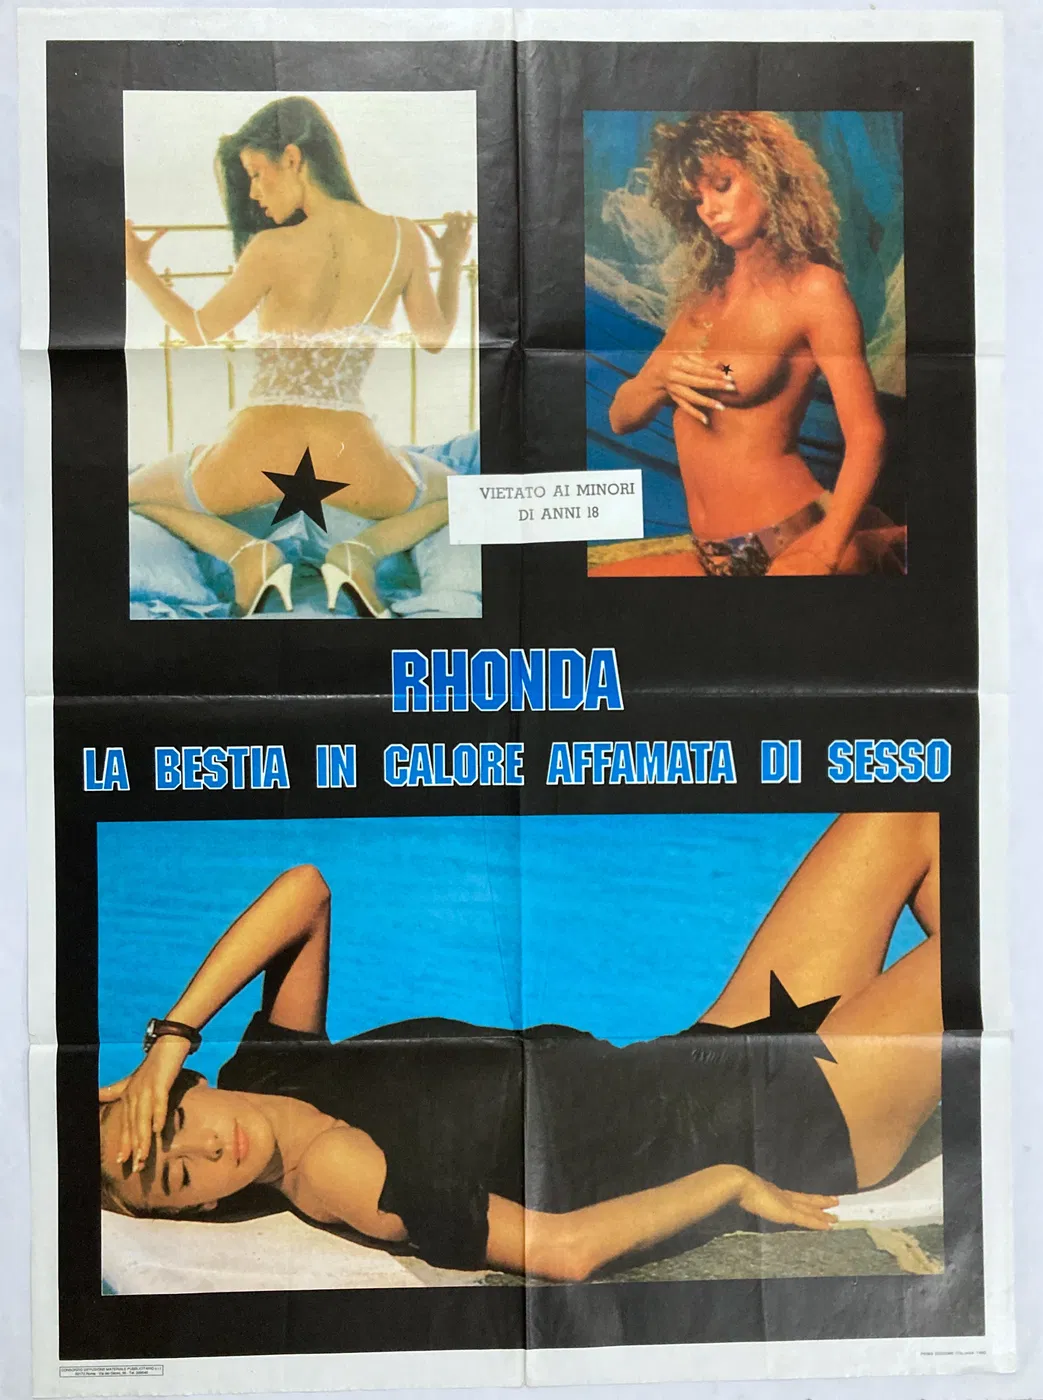 VIETATO AI MINORI
DI ANNI 18
RHONDA
LA BESTIA IN CALORE AFFAMATA DI SESSO